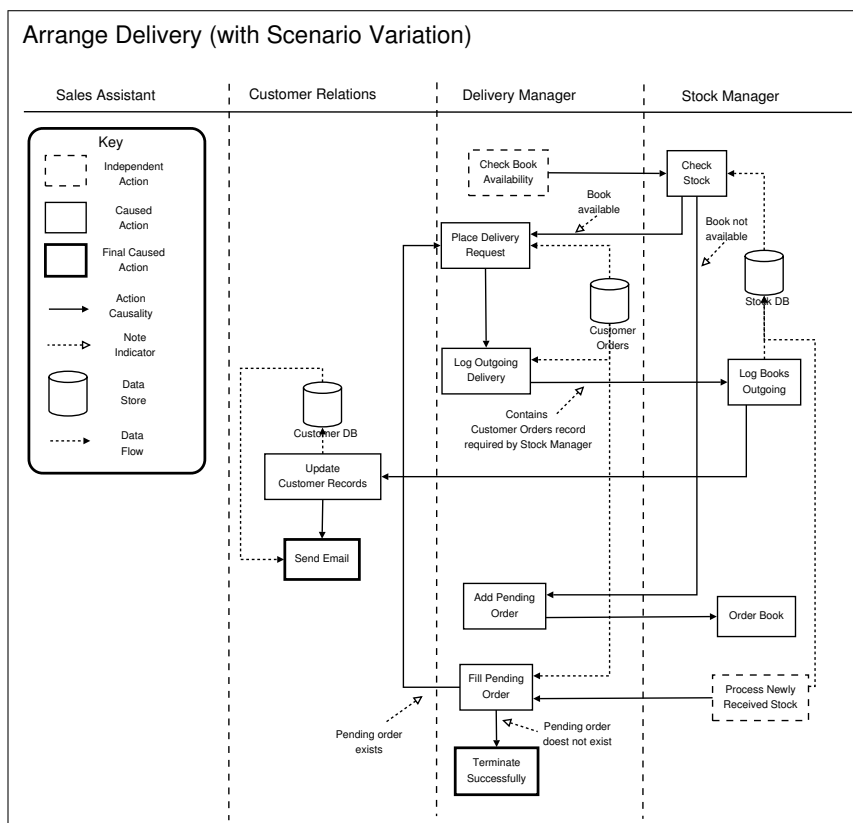 Arrange Delivery (with Scenario Variation)
Sales Assistant
Customer Relations
Delivery Manager
Stock Manager
Key
Independent
Action
Caused
Action
Final Caused
Action
Action
Causality
Note
Indicator
Data
Store
Data
Flow
Check Book
Availability
Check
Stock
Book
available
Book not
available
Place Delivery
Request
Customer
Orders
Stock DB
Log Outgoing
Delivery
Log Books
Outgoing
Contains
Customer Orders record
required by Stock Manager
Customer DB
Update
Customer Records
Send Email
Add Pending
Order
Order Book
Fill Pending
Order
Process Newly
Received Stock
Pending order
exists
Pending order
doest not exist
Terminate
Successfully